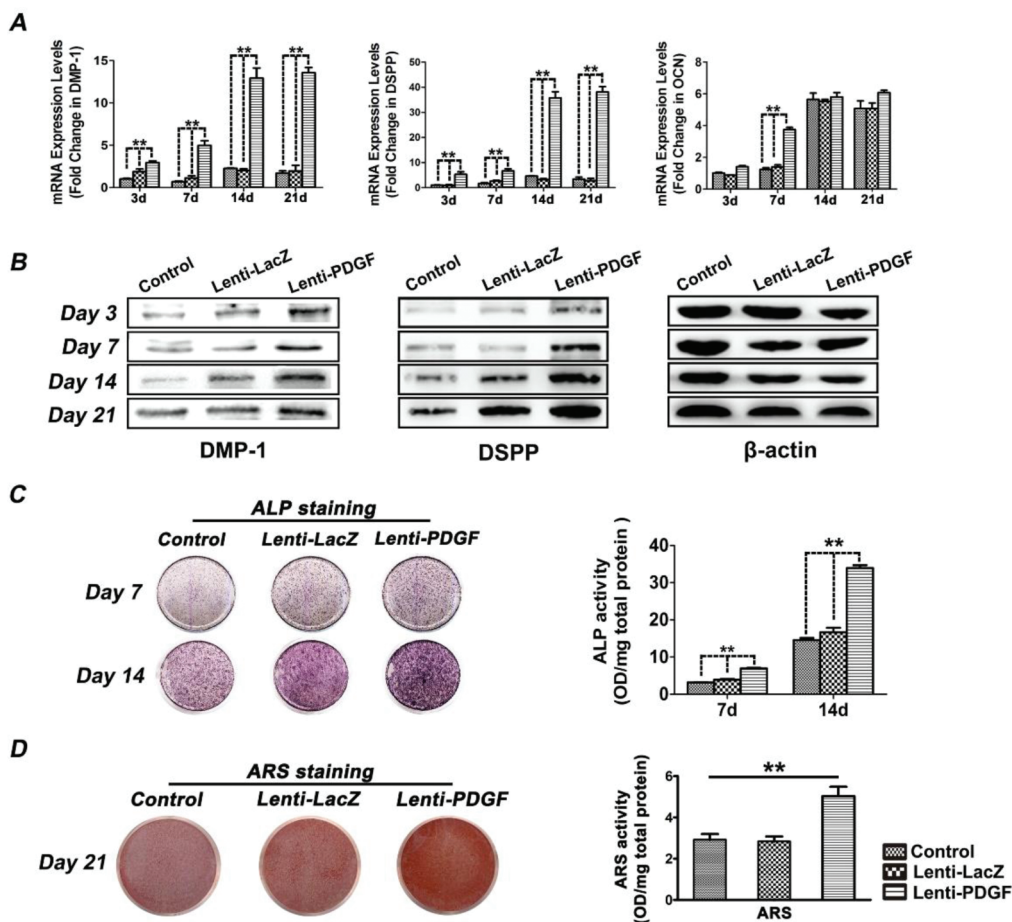 A
mRNA Expression Levels
(Fold Change in DMP-1)
15
10
5
0
**
**
**
**
3d
7d
14d
21d
mRNA Expression Levels
(Fold Change in DSPP)
50
40
30
20
10
0
**
**
**
**
3d
7d
14d
21d
mRNA Expression Levels
(Fold Change in OCN)
8
6
4
2
0
**
3d
7d
14d
21d
B
Control
Lenti-LacZ
Lenti-PDGF
Control
Lenti-LacZ
Lenti-PDGF
Control
Lenti-LacZ
Lenti-PDGF
Day 3
Day 7
Day 14
Day 21
DMP-1
DSPP
β-actin
C
ALP staining
Control
Lenti-LacZ
Lenti-PDGF
Day 7
Day 14
ALP activity
(OD/mg total protein )
40
30
20
10
0
**
**
7d
14d
D
ARS staining
Control
Lenti-LacZ
Lenti-PDGF
Day 21
ARS activity
(OD/mg total protein)
6
4
2
0
**
ARS
Control
Lenti-LacZ
Lenti-PDGF